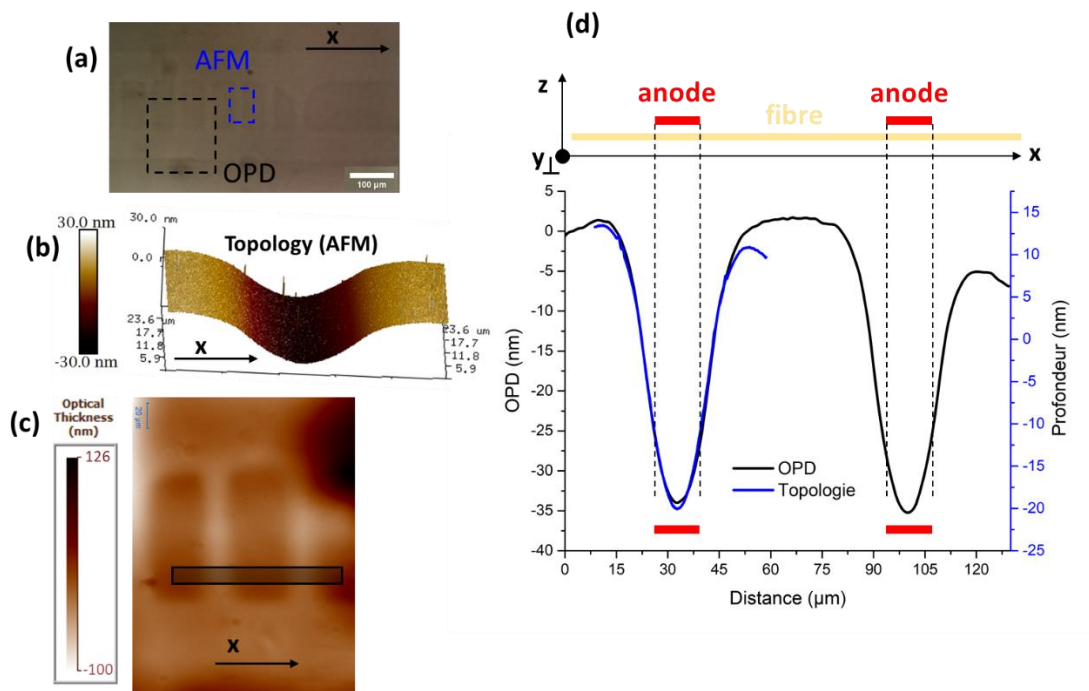 (a)
x
AFM
OPD
100 µm
(b)
30.0 nm
-30.0 nm
30.0 nm
0.0 nm
Topology (AFM)
23.6 um
17.7
11.8
5.9
23.6 um
17.7
11.8
5.9
x
(c)
Optical
Thickness
(nm)
126
-100
20 µm
x
(d)
z
anode
anode
fibre
y⊥
x
5
0
-5
-10
-15
-20
-25
-30
-35
-40
OPD (nm)
15
10
5
0
-5
-10
-15
-20
-25
Profondeur (nm)
OPD
Topologie
0 15 30 45 60 75 90 105 120
Distance (µm)